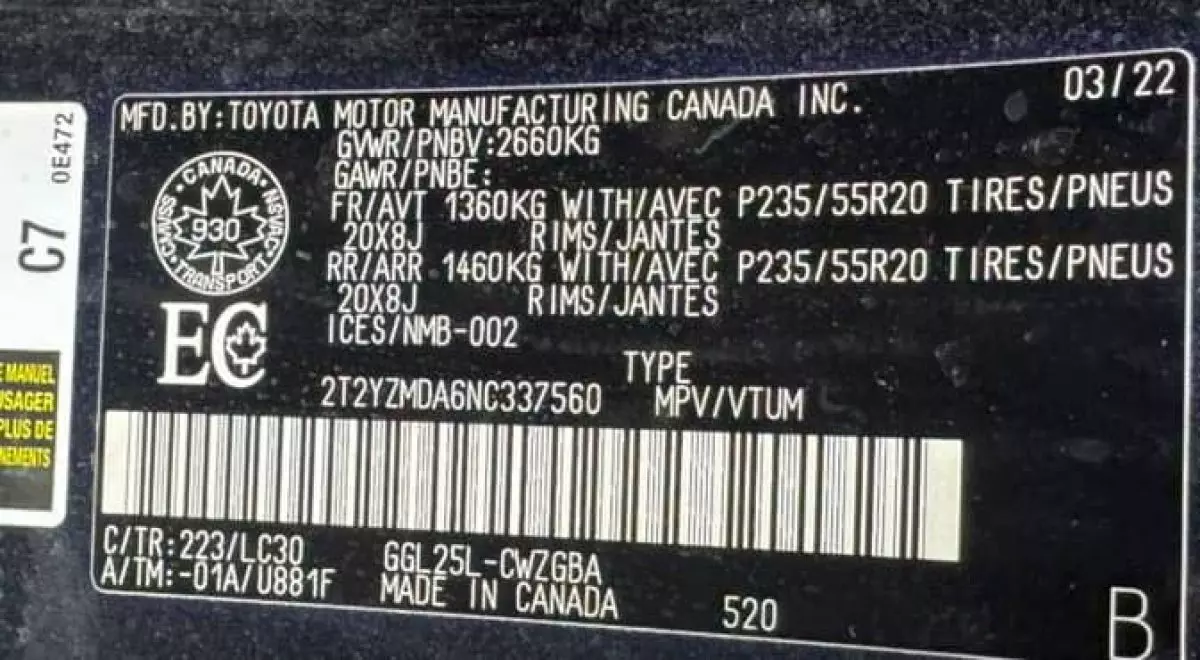 03/22
MFD.BY:TOYOTA MOTOR MANUFACTURING CANADA INC.
GVWR/PNBV:2660KG
GAWR/PNBE:
FR/AVT 1360KG WITH/AVEC P235/55R20 TIRES/PNEUS
20X8J RIMS/JANTES
RR/ARR 1460KG WITH/AVEC P235/55R20 TIRES/PNEUS
20X8J RIMS/JANTES
ICES/NMB-002
CANADA
NSVAC
930
TRANSPORT
CMVSS
EC
TYPE
2T2YZMDA6NC337560 MPV/VTUM
C/TR:223/LC30 GGL25L-CWZGBA
A/TM:-01A/U881F MADE IN CANADA 520
B
0E472
C7
E MANUEL
USAGER
PLUS DE
NEMENTS